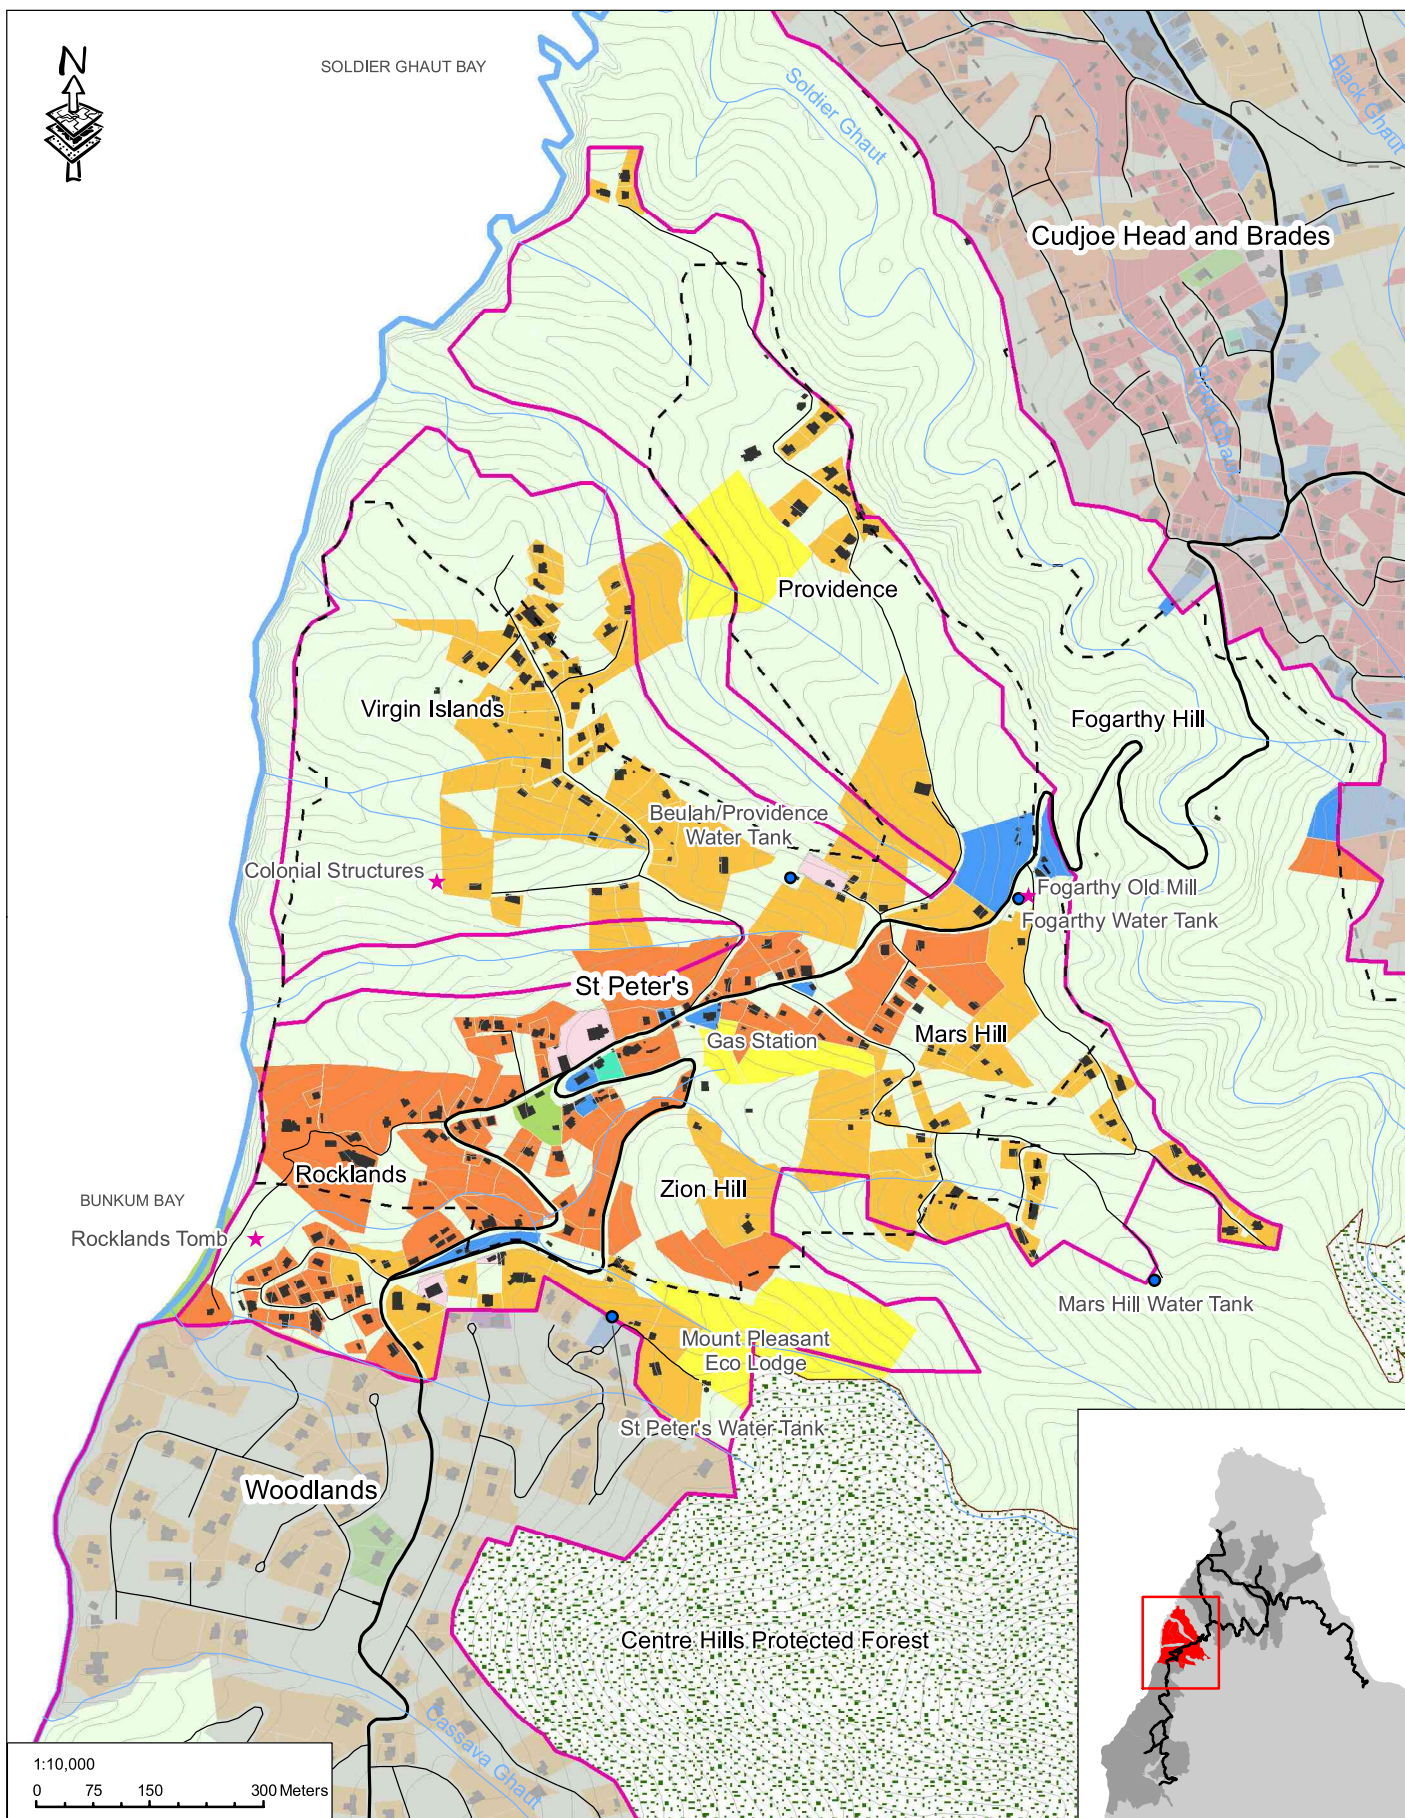 N
SOLDIER GHAUT BAY
Soldier Ghaut
Black Ghaut
Cudjoe Head and Brades
Black Ghaut
Providence
Virgin Islands
Fogarthy Hill
Beulah/Providence
Water Tank
Colonial Structures
Fogarthy Old Mill
Fogarthy Water Tank
St Peter's
Gas Station
Mars Hill
Rocklands
Zion Hill
BUNKUM BAY
Rocklands Tomb
Mars Hill Water Tank
Mount Pleasant
Eco Lodge
St Peter's Water Tank
Woodlands
Centre Hills Protected Forest
Cassava Ghaut
1:10,000
0 75 150 300 Meters